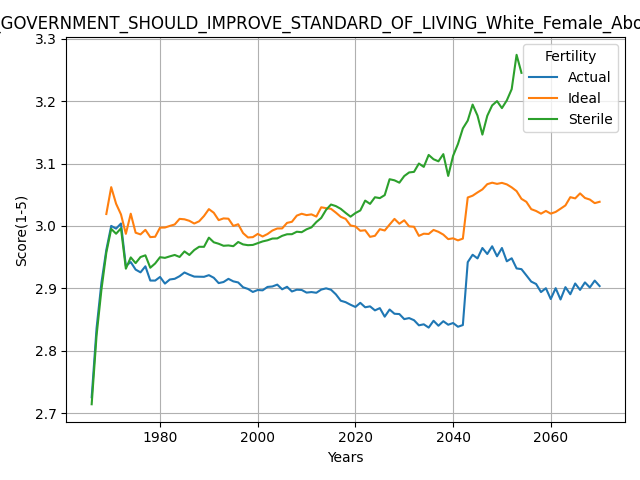 _GOVERNMENT_SHOULD_IMPROVE_STANDARD_OF_LIVING_White_Female_Abo
3.3
3.2
3.1
3.0
2.9
2.8
2.7
Score(1-5)
1980 2000 2020 2040 2060
Years
Fertility
Actual
Ideal
Sterile